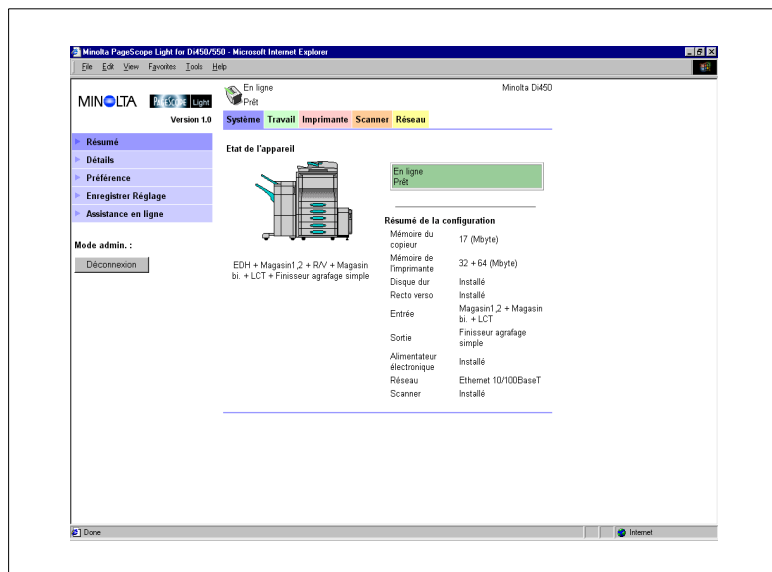 Minolta PageScope Light for Di450/550 - Microsoft Internet Explorer
File Edit View Favorites Tools Help
MINOLTA PAGESCOPE Light
Version 1.0
En ligne
Prêt
Minolta Di450
Système Travail Imprimante Scanner Réseau
Résumé
Détails
Préférence
Enregistrer Réglage
Assistance en ligne
Mode admin. :
Déconnexion
Etat de l'appareil
EDH + Magasin1,2 + R/V + Magasin
bi. + LCT + Finisseur agrafage simple
En ligne
Prêt
Résumé de la configuration
Mémoire du
copieur
17 (Mbyte)
Mémoire de
l'imprimante
32 + 64 (Mbyte)
Disque dur Installé
Recto verso Installé
Entrée
Magasin1,2 + Magasin
bi. + LCT
Sortie
Finisseur agrafage
simple
Alimentateur
électronique
Installé
Réseau Ethernet 10/100BaseT
Scanner Installé
Done
Internet